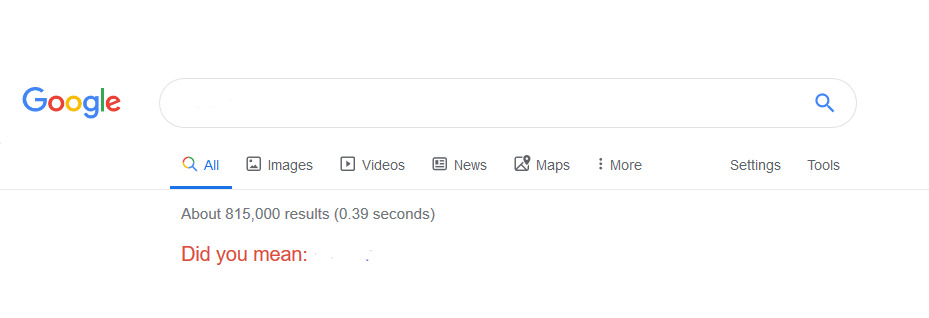 Google
All Images Videos News Maps More Settings Tools
About 815,000 results (0.39 seconds)
Did you mean: